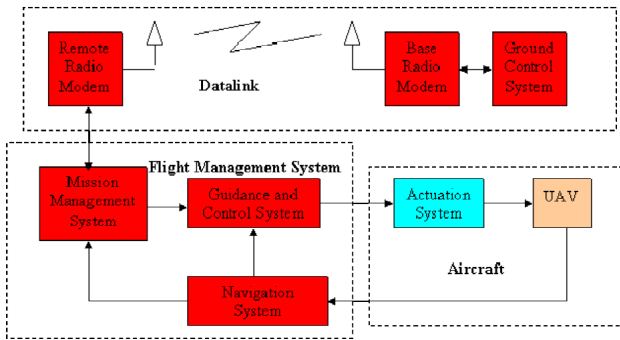 Remote
Radio
Modem
Datalink
Base
Radio
Modem
Ground
Control
System
Flight Management System
Mission
Management
System
Guidance and
Control System
Actuation
System
UAV
Aircraft
Navigation
System